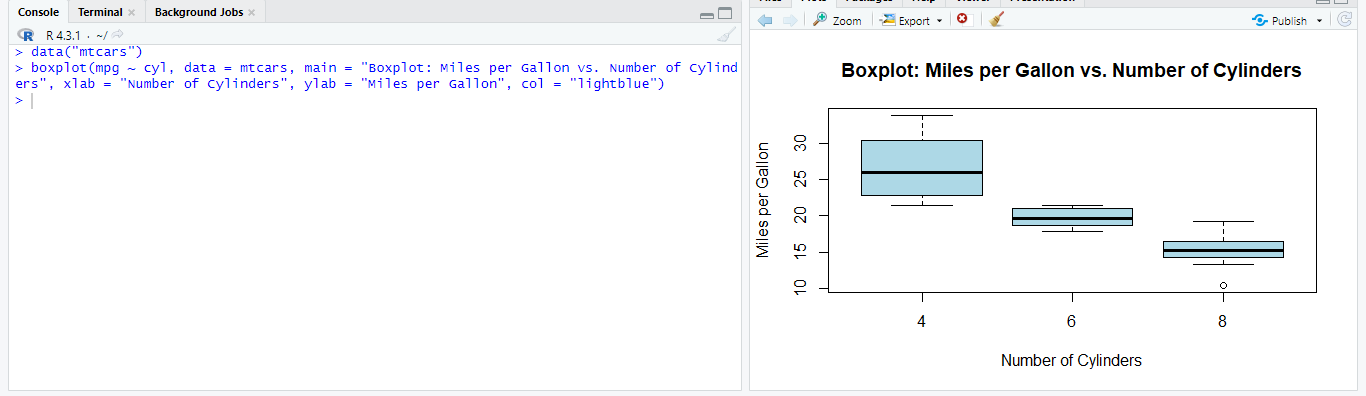 Console Terminal Background Jobs
R 4.3.1 · ~/
> data("mtcars")
> boxplot(mpg ~ cyl, data = mtcars, main = "Boxplot: Miles per Gallon vs. Number of Cylind
ers", xlab = "Number of Cylinders", ylab = "Miles per Gallon", col = "lightblue")
>
Zoom Export Publish
Boxplot: Miles per Gallon vs. Number of Cylinders
Miles per Gallon
30
25
20
15
10
4 6 8
Number of Cylinders